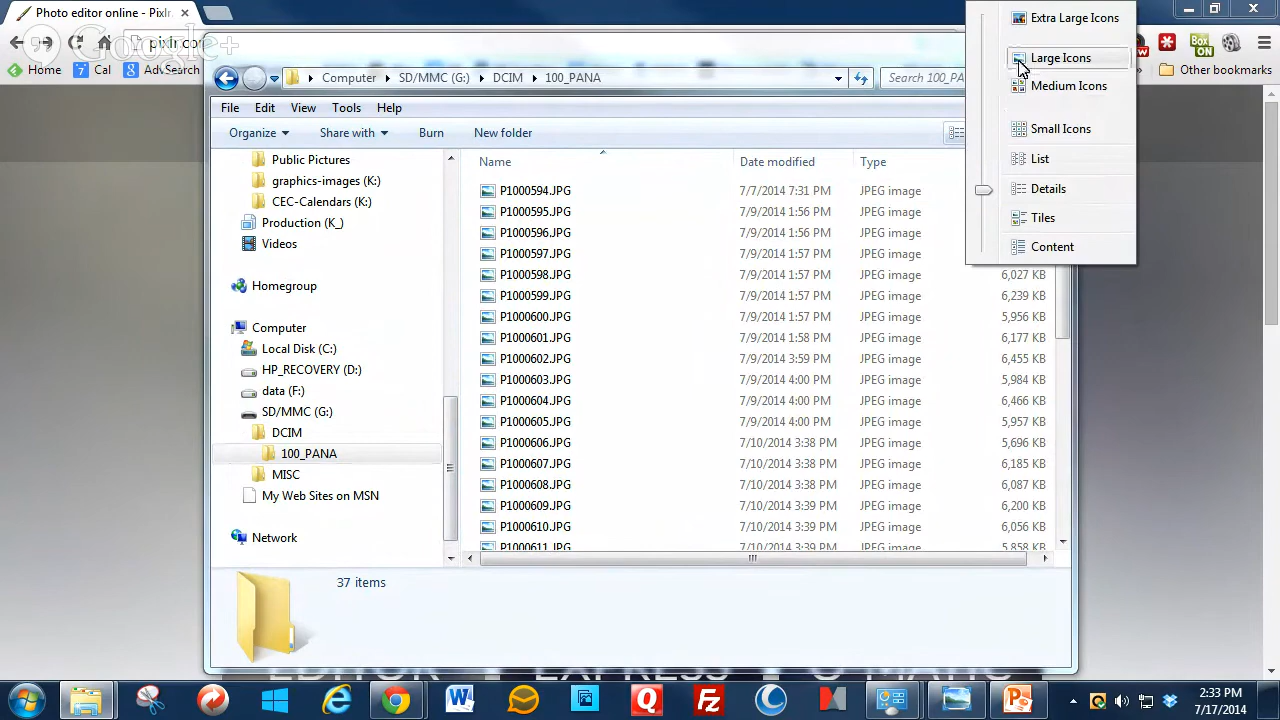 Photo editor online - Pixlr.
Google+
pixlr.com
Home
Cal
Other bookmarks
Computer
SD/MMC (G:)
DCIM
100_PANA
Search 100_PA
File
Edit
View
Tools
Help
Organize
Share with
Burn
New folder
Extra Large Icons
Large Icons
Medium Icons
Small Icons
List
Details
Tiles
Content
Public Pictures
graphics-images (K:)
CEC-Calendars (K:)
Production (K_)
Videos
Homegroup
Computer
Local Disk (C:)
HP_RECOVERY (D:)
data (F:)
SD/MMC (G:)
DCIM
100_PANA
MISC
My Web Sites on MSN
Network
Name Date modified Type
P1000594.JPG 7/7/2014 7:31 PM JPEG image
P1000595.JPG 7/9/2014 1:56 PM JPEG image
P1000596.JPG 7/9/2014 1:56 PM JPEG image
P1000597.JPG 7/9/2014 1:57 PM JPEG image
P1000598.JPG 7/9/2014 1:57 PM JPEG image 6,027 KB
P1000599.JPG 7/9/2014 1:57 PM JPEG image 6,239 KB
P1000600.JPG 7/9/2014 1:57 PM JPEG image 5,956 KB
P1000601.JPG 7/9/2014 1:58 PM JPEG image 6,177 KB
P1000602.JPG 7/9/2014 3:59 PM JPEG image 6,455 KB
P1000603.JPG 7/9/2014 4:00 PM JPEG image 5,984 KB
P1000604.JPG 7/9/2014 4:00 PM JPEG image 6,466 KB
P1000605.JPG 7/9/2014 4:00 PM JPEG image 5,957 KB
P1000606.JPG 7/10/2014 3:38 PM JPEG image 5,696 KB
P1000607.JPG 7/10/2014 3:38 PM JPEG image 6,185 KB
P1000608.JPG 7/10/2014 3:38 PM JPEG image 6,087 KB
P1000609.JPG 7/10/2014 3:39 PM JPEG image 6,200 KB
P1000610.JPG 7/10/2014 3:39 PM JPEG image 6,056 KB
P1000611.JPG 7/10/2014 3:39 PM JPEG image 5,858 KB
37 items
2:33 PM
7/17/2014